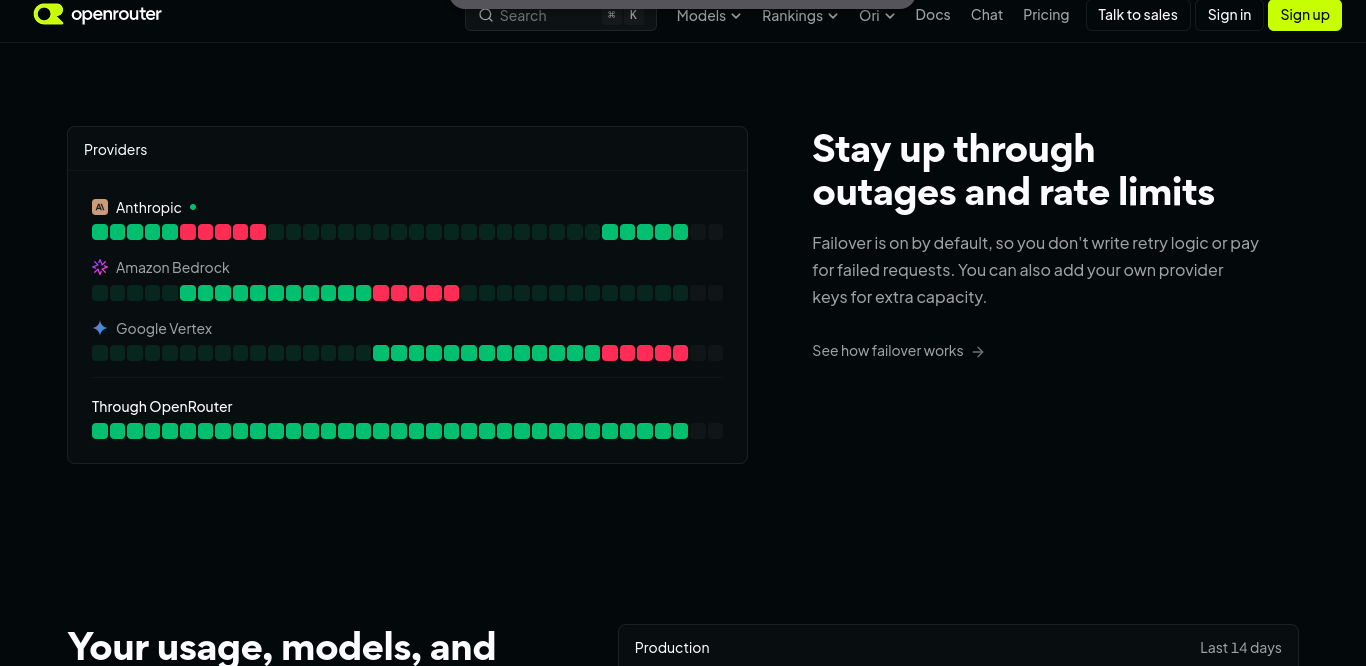 openrouter
Search ⌘ K
Models
Rankings
Ori
Docs
Chat
Pricing
Talk to sales
Sign in
Sign up
Providers
Anthropic
Amazon Bedrock
Google Vertex
Through OpenRouter
Stay up through
outages and rate limits
Failover is on by default, so you don't write retry logic or pay
for failed requests. You can also add your own provider
keys for extra capacity.
See how failover works →
Your usage, models, and
Production
Last 14 days